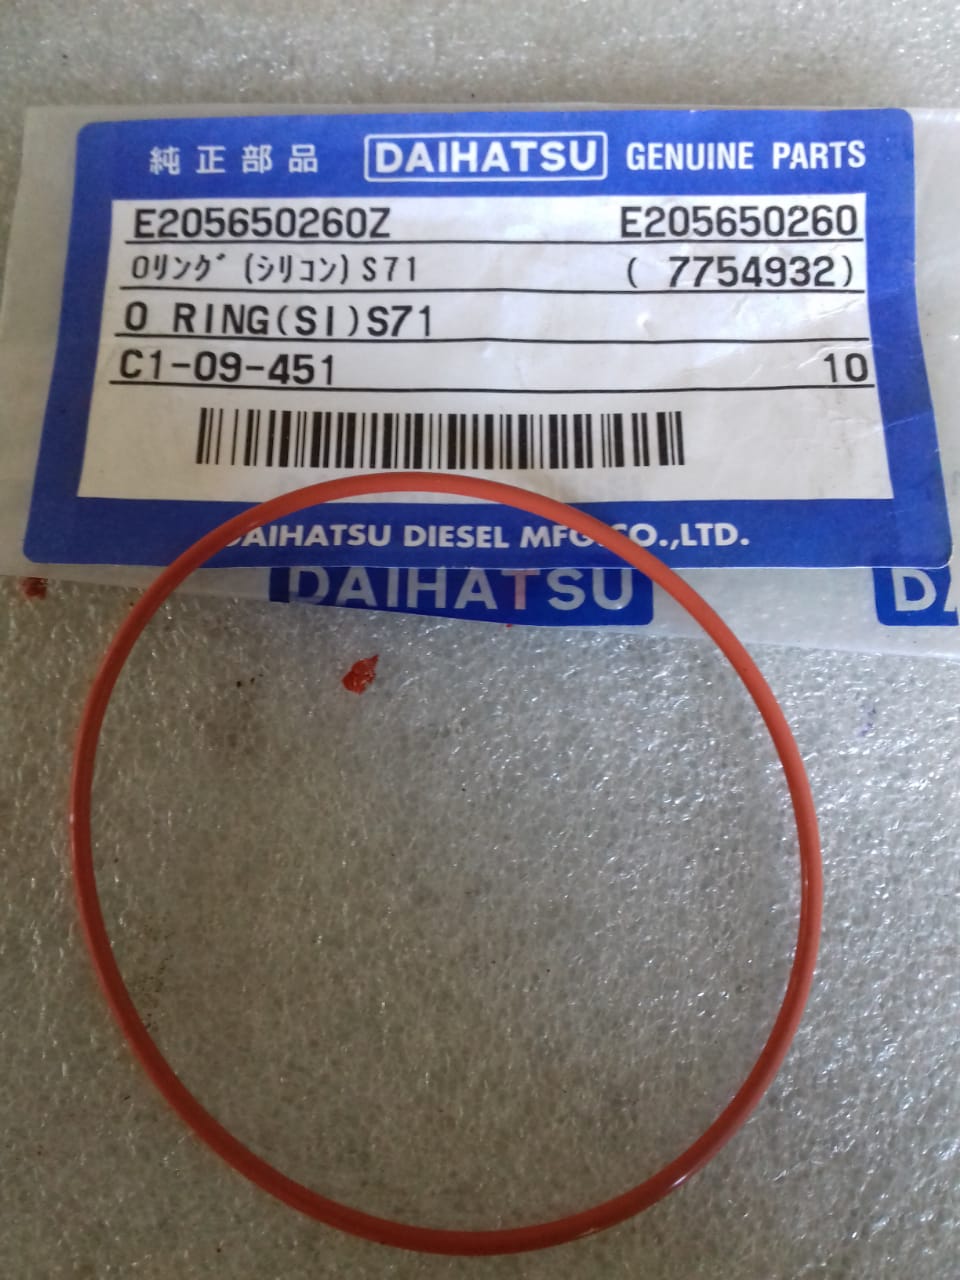 純正部品 DAIHATSU GENUINE PARTS
E205650260Z E205650260
Oリング(シリコン)S71 (7754932)
O RING(SI)S71
C1-09-451 10
DAIHATSU DIESEL MFG.CO.,LTD.
DAIHATSU DA